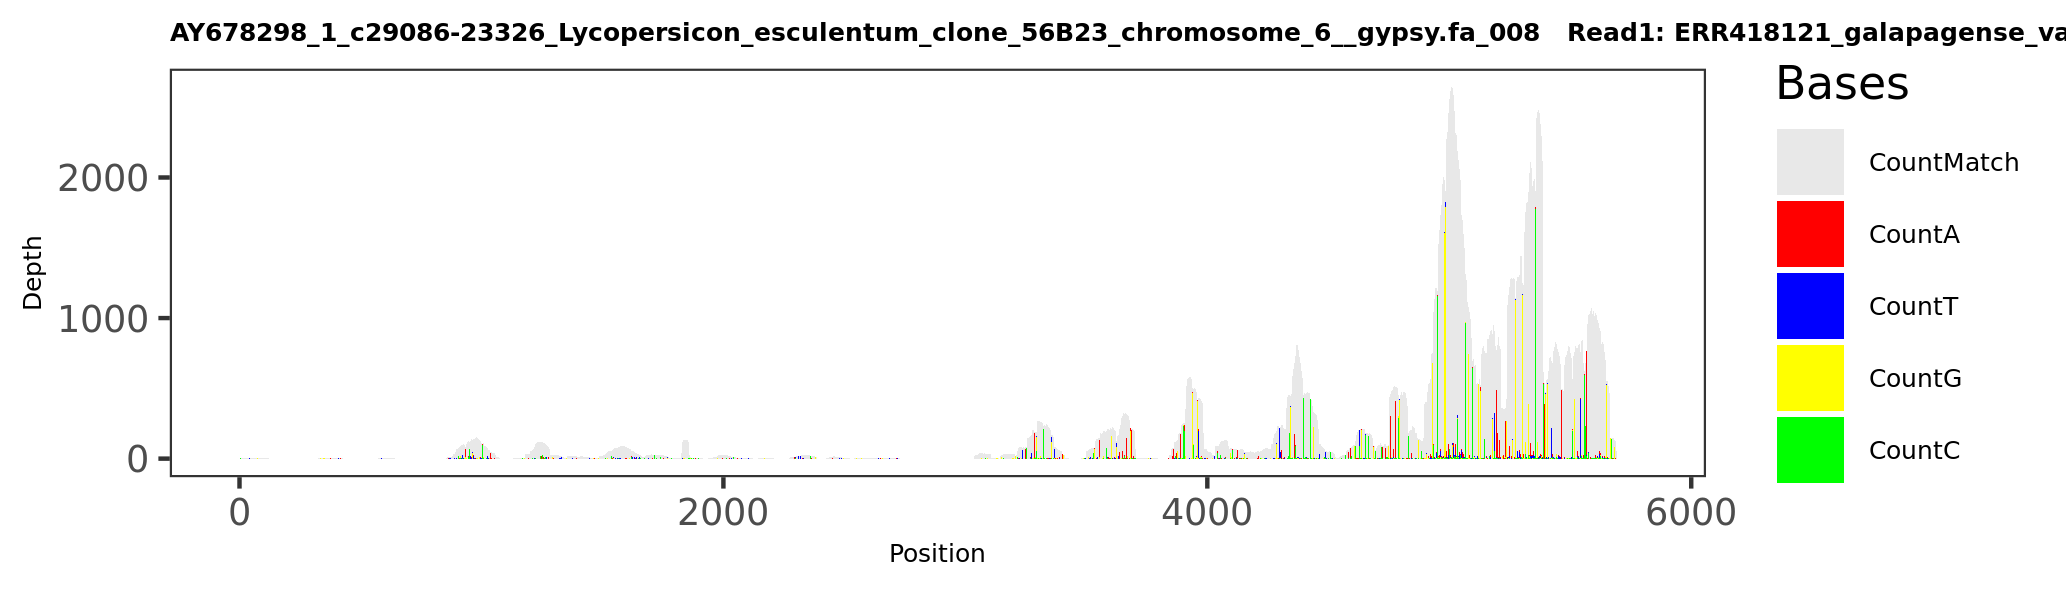 AY678298_1_c29086-23326_Lycopersicon_esculentum_clone_56B23_chromosome_6__gypsy.fa_008   Read1: ERR418121_galapagense_va
Bases
CountMatch
CountA
CountT
CountG
CountC
Depth
2000
1000
0
0 2000 4000 6000
Position